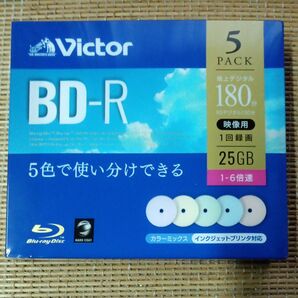 Victor
5
PACK
BD-R
地上デジタル
180分
映像用
1回録画
25GB
1-6倍速
5色で使い分けできる
Blu-ray Disc
HARD COAT
カラーミックス
インクジェットプリンタ対応